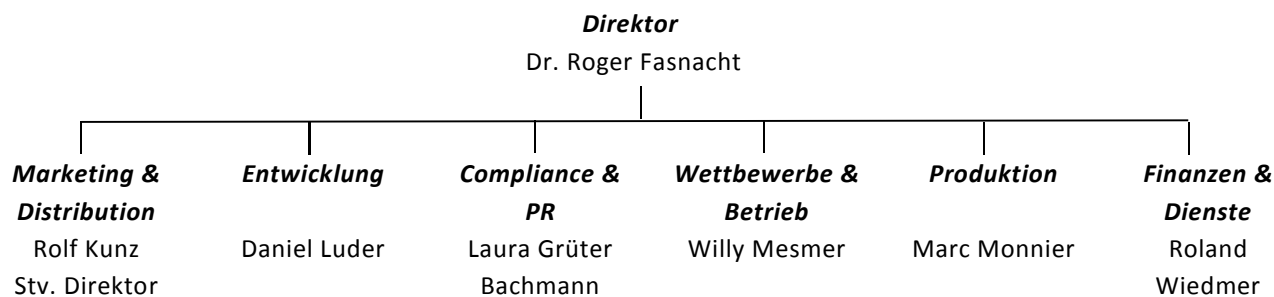 Direktor
Dr. Roger Fasnacht
Marketing &
Distribution
Rolf Kunz
Stv. Direktor
Entwicklung
Daniel Luder
Compliance &
PR
Laura Grüter
Bachmann
Wettbewerbe &
Betrieb
Willy Mesmer
Produktion
Marc Monnier
Finanzen &
Dienste
Roland
Wiedmer